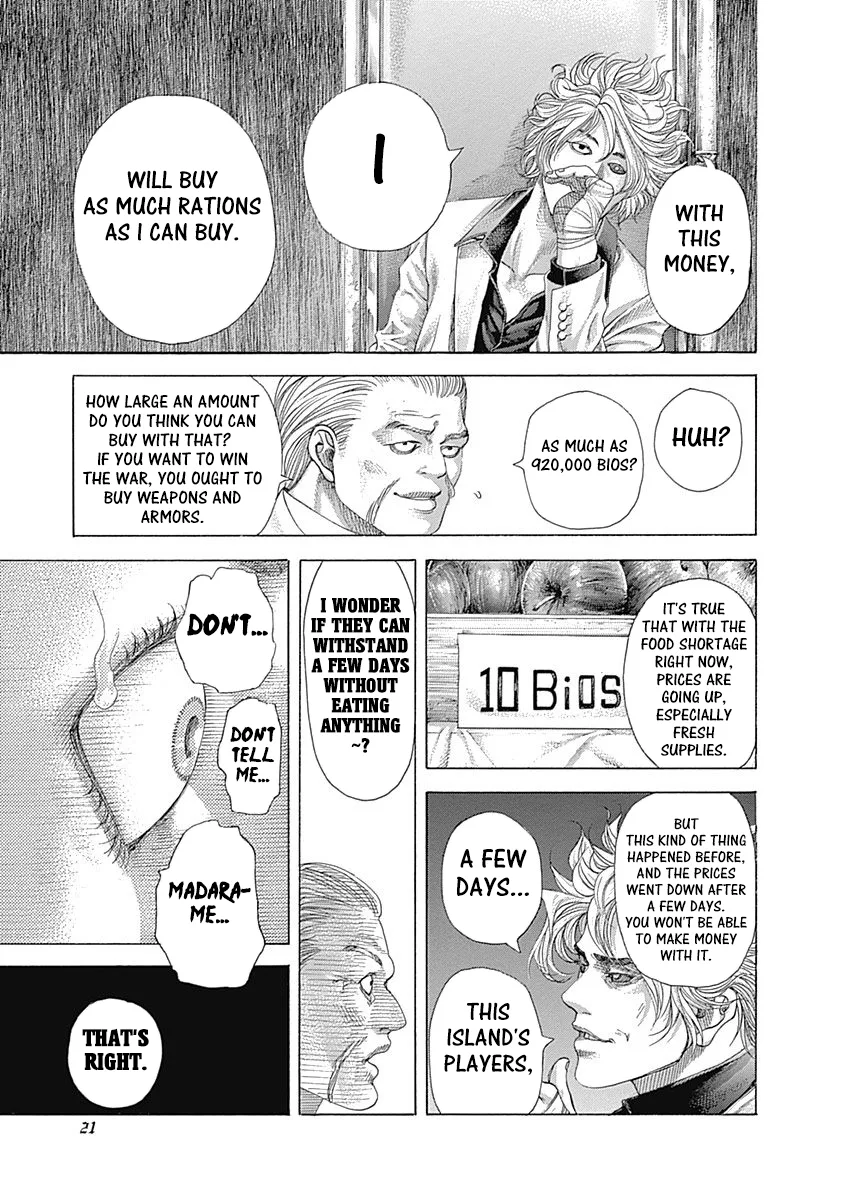 WITH
THIS
MONEY,
I
WILL BUY
AS MUCH RATIONS
AS I CAN BUY.
HUH?
AS MUCH AS
920,000 BIOS?
HOW LARGE AN AMOUNT
DO YOU THINK YOU CAN
BUY WITH THAT?
IF YOU WANT TO WIN
THE WAR, YOU OUGHT TO
BUY WEAPONS AND
ARMORS.
IT'S TRUE
THAT WITH THE
FOOD SHORTAGE
RIGHT NOW,
PRICES ARE
GOING UP,
ESPECIALLY
FRESH
SUPPLIES.
10 Bios
BUT
THIS KIND OF THING
HAPPENED BEFORE,
AND THE PRICES
WENT DOWN AFTER
A FEW DAYS.
YOU WON'T BE ABLE
TO MAKE MONEY
WITH IT.
A FEW
DAYS...
THIS
ISLAND'S
PLAYERS,
I WONDER
IF THEY CAN
WITHSTAND
A FEW DAYS
WITHOUT
EATING
ANYTHING
~?
DON'T...
DON'T
TELL
ME...
MADARA-
ME...
THAT'S
RIGHT.
21